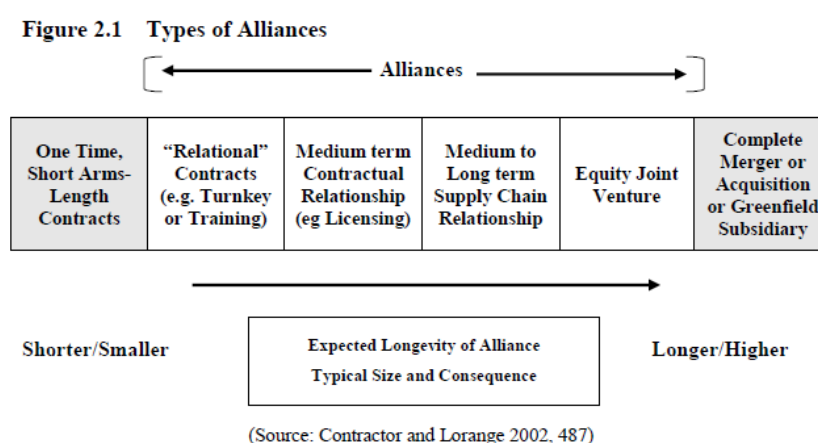 Figure 2.1 Types of Alliances
Alliances
One Time,
Short Arms-
Length
Contracts
“Relational”
Contracts
(e.g. Turnkey
or Training)
Medium term
Contractual
Relationship
(eg Licensing)
Medium to
Long term
Supply Chain
Relationship
Equity Joint
Venture
Complete
Merger or
Acquisition
or Greenfield
Subsidiary
Shorter/Smaller
Expected Longevity of Alliance
Typical Size and Consequence
Longer/Higher
(Source: Contractor and Lorange 2002, 487)